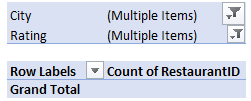 City (Multiple Items)
Rating (Multiple Items)
Row Labels Count of RestaurantID
Grand Total